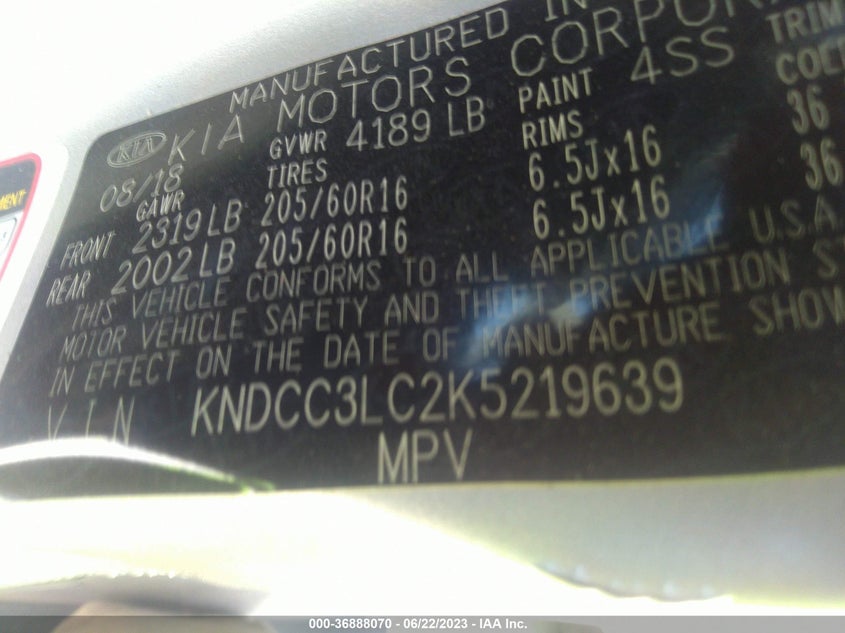 MANUFACTURED IN
KIA KIA MOTORS CORPOR
08/18 GVWR 4189 LB PAINT 4SS TRIM
GAWR TIRES RIMS
FRONT 2319 LB 205/60R16 6.5Jx16 36
REAR 2002 LB 205/60R16 6.5Jx16 36
THIS VEHICLE CONFORMS TO ALL APPLICABLE U.S.A
MOTOR VEHICLE SAFETY AND THEFT PREVENTION ST
IN EFFECT ON THE DATE OF MANUFACTURE SHOW
VIN KNDCC3LC2K5219639
MPV
MENT
000-36888070 - 06/22/2023 - IAA Inc.